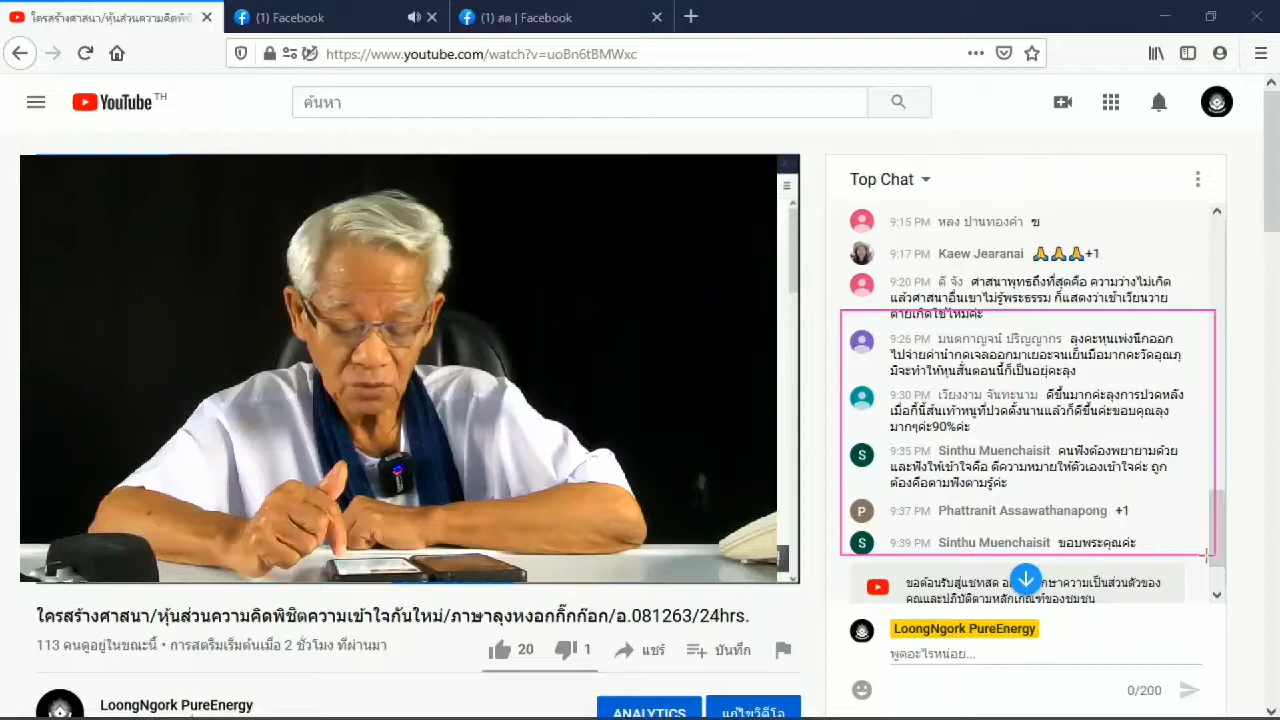 ใครสร้างศาสนา/หุ้นส่วนความคิดพิชิ
(1) Facebook
(1) สด | Facebook
https://www.youtube.com/watch?v=uoBn6tBMWxc
YouTube TH
ค้นหา
Top Chat
9:15 PM หลง ปานทองคำ ฃ
9:17 PM Kaew Jearanai 🙏🙏🙏+1
9:20 PM ดี จัง ศาสนาพุทธถึงที่สุดคือ ความว่างไม่เกิด
แล้วศาสนาอื่นเขาไม่รู้พระธรรม ก็แสดงว่าเช้าเวียนวาย
ตายเกิดใช่ไหมค่ะ
9:26 PM มนตกาญจน์ ปริญญากร ลุงคะหนูเพ่งนึกออก
ไปจ่ายค่าน้ำกดเจลออกมาเยอะจนเย็นมือมากคะวัดอุณภู
มิจะทำให้หนูสั่นตอนนี้ก็เป็นอยู่คะลุง
9:30 PM เวียงงาม จันทะนาม ดีขึ้นมากค่ะลุงการปวดหลัง
เมื่อกี้นี้ส้นเท้าหนูที่ปวดตั้งนานแล้วก็ดีขึ้นค่ะขอบคุณลุง
มากๆค่ะ90%ค่ะ
9:35 PM Sinthu Muenchaisit คนฟังต้องพยายามด้วย
และฟังให้เข้าใจคือ ตีความหมายให้ตัวเองเข้าใจค่ะ ถูก
ต้องคือตามฟังตามรู้ค่ะ
P 9:37 PM Phattranit Assawathanapong +1
S 9:39 PM Sinthu Muenchaisit ขอบพระคุณค่ะ
ขอต้อนรับสู่แชทสด ความเป็นส่วนตัวของ
คุณและปฏิบัติตามหลักเกณฑ์ของชุมชน
LoongNgork PureEnergy
พูดอะไรหน่อย...
0/200
ใครสร้างศาสนา/หุ้นส่วนความคิดพิชิตความเข้าใจกันใหม่/ภาษาลุงหงอกกิ๊กก๊อก/อ.081263/24hrs.
113 คนดูอยู่ในขณะนี้ • การสตรีมเริ่มต้นเมื่อ 2 ชั่วโมง ที่ผ่านมา
20 1 แชร์ บันทึก
LoongNgork PureEnergy
ANALYTICS แก้ไขวิดีโอ